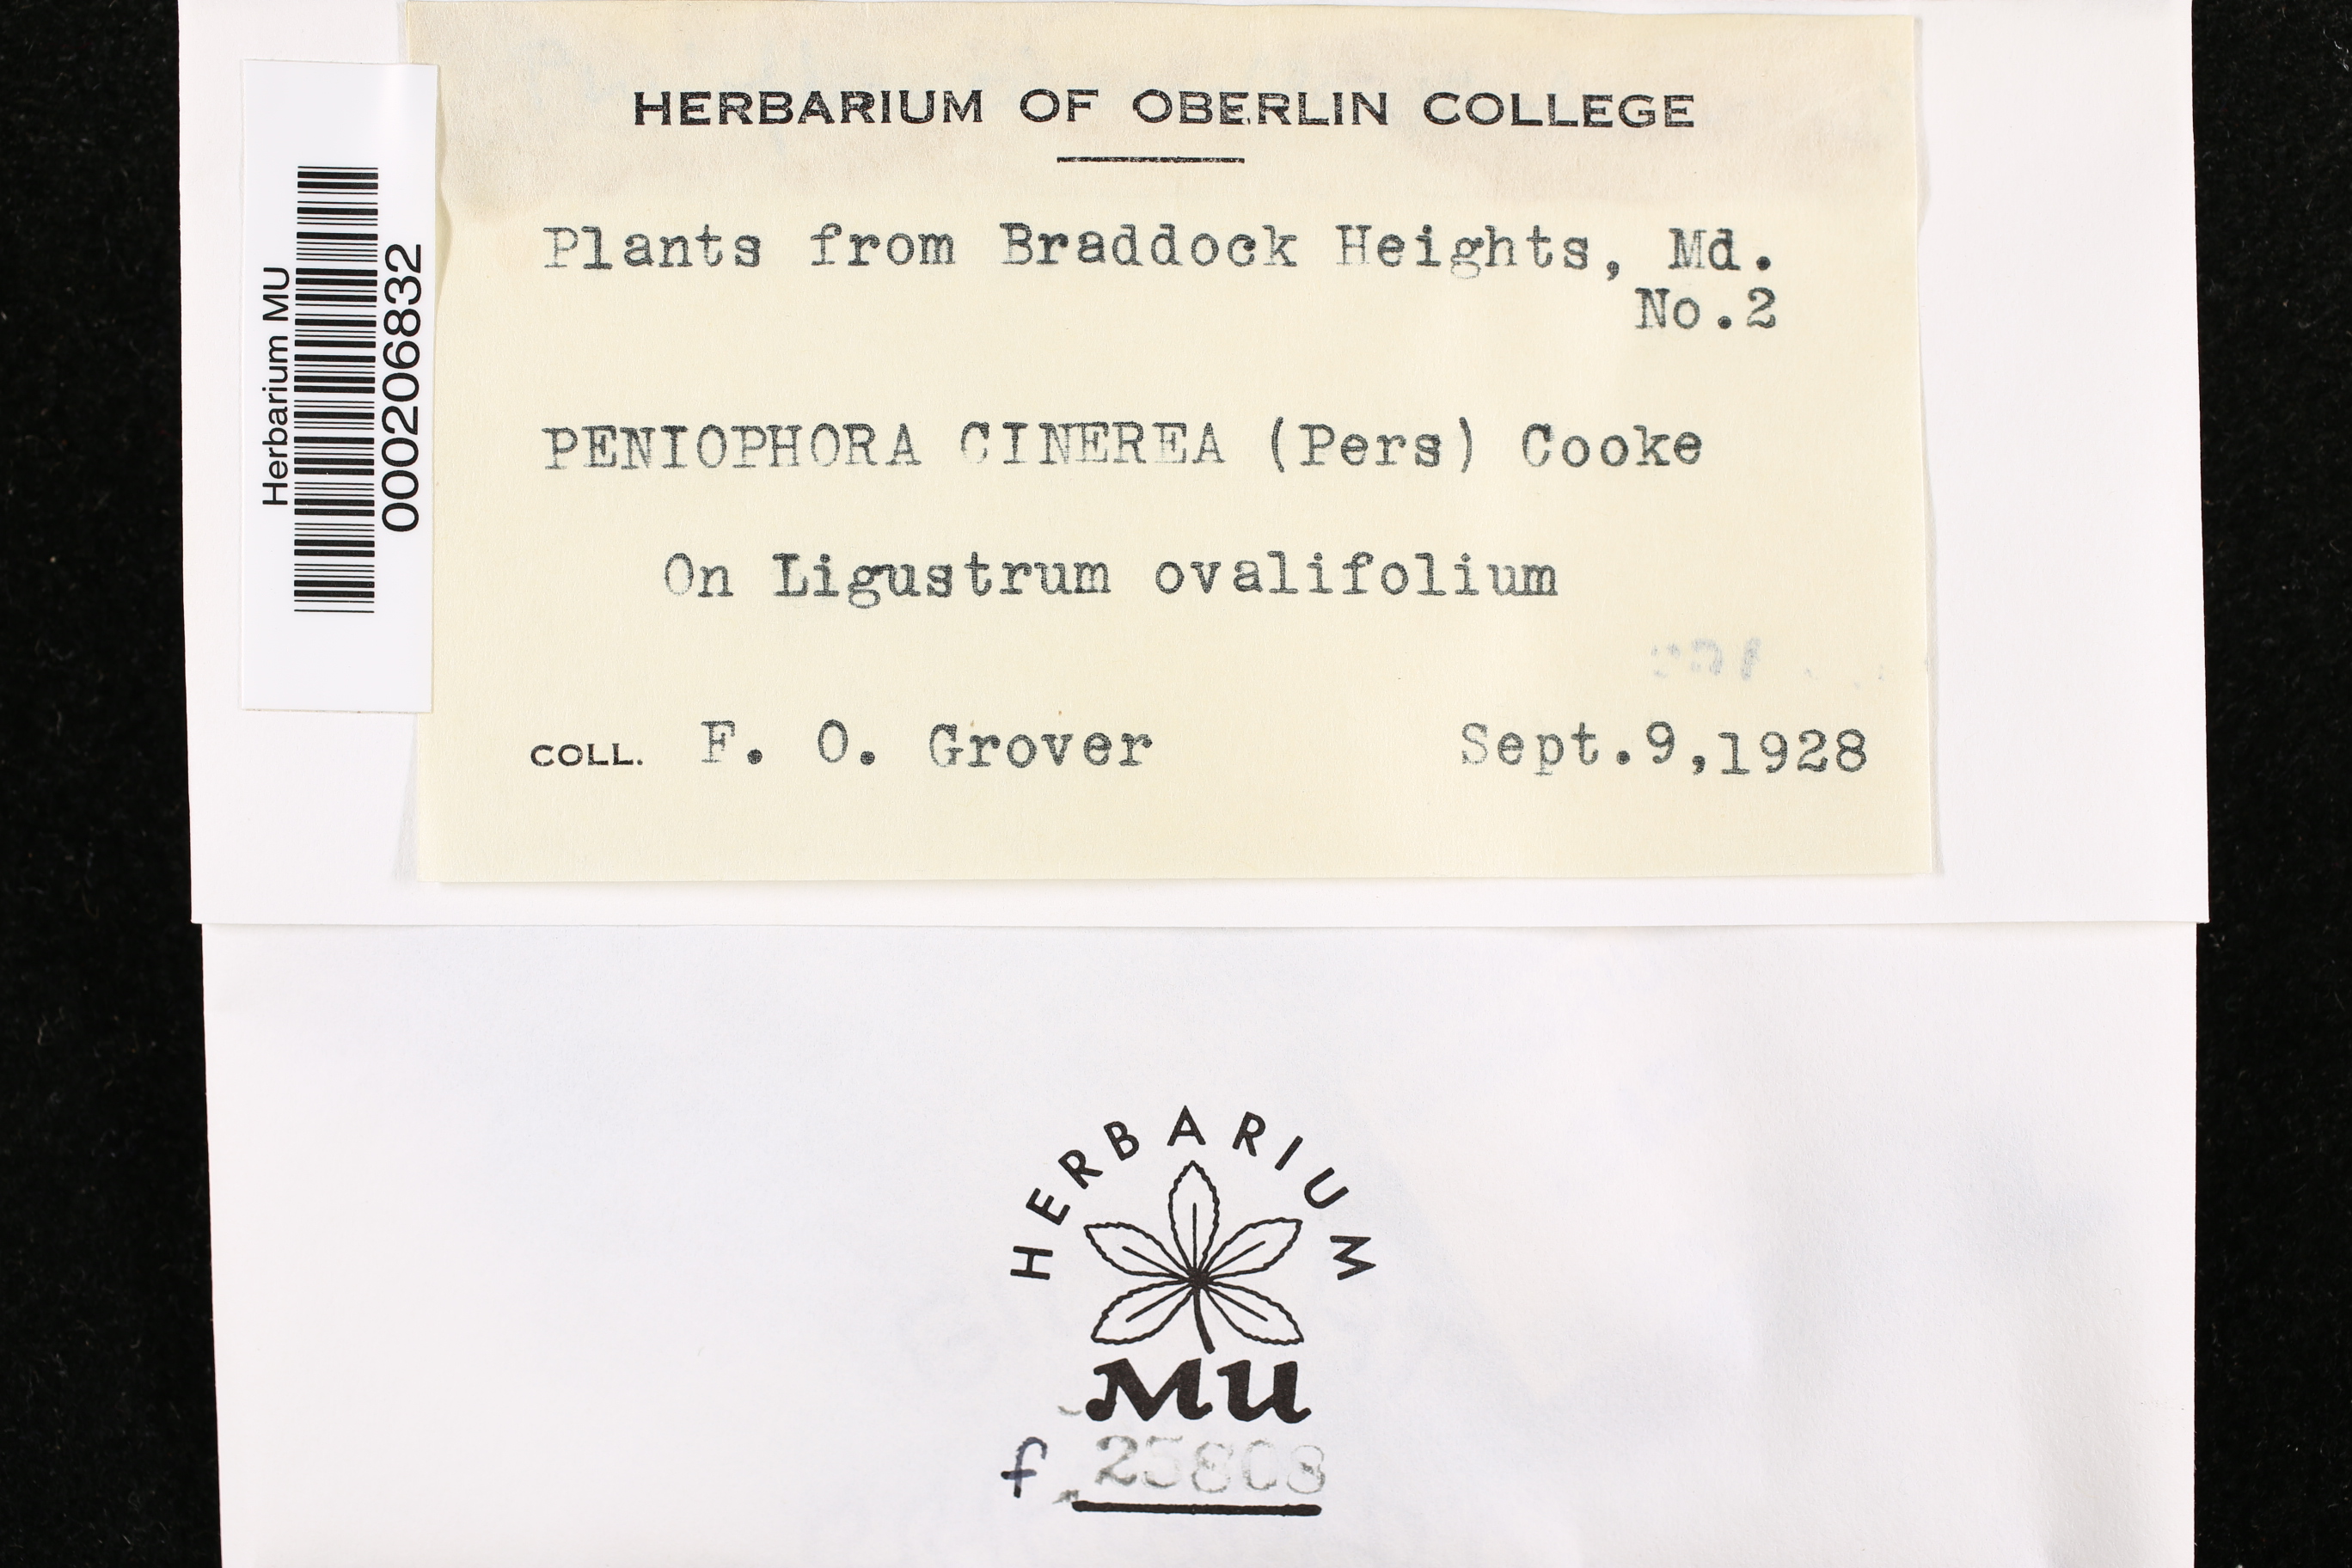 HERBARIUM OF OBERLIN COLLEGE
Plants from Braddock Heights, Md.
No.2
PENIOPHORA CINEREA (Pers) Cooke
On Ligustrum ovalifolium
COLL. F. O. Grover Sept.9,1928
Herbarium MU
000206832
HERBARIUM
MU
f 25808